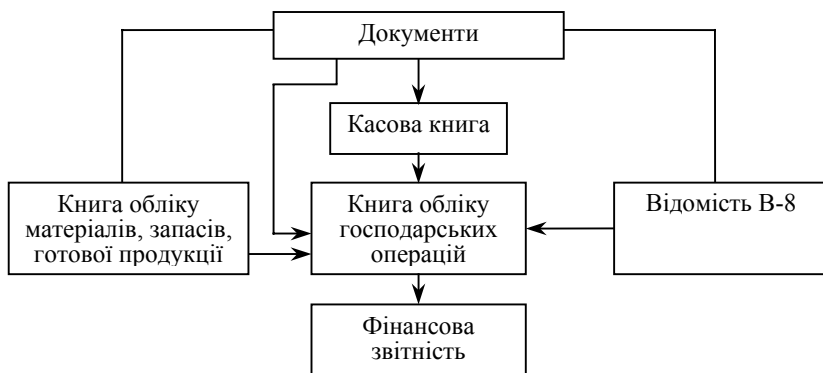 Документи
Касова книга
Книга обліку
матеріалів, запасів,
готової продукції
Книга обліку
господарських
операцій
Відомість В-8
Фінансова
звітність